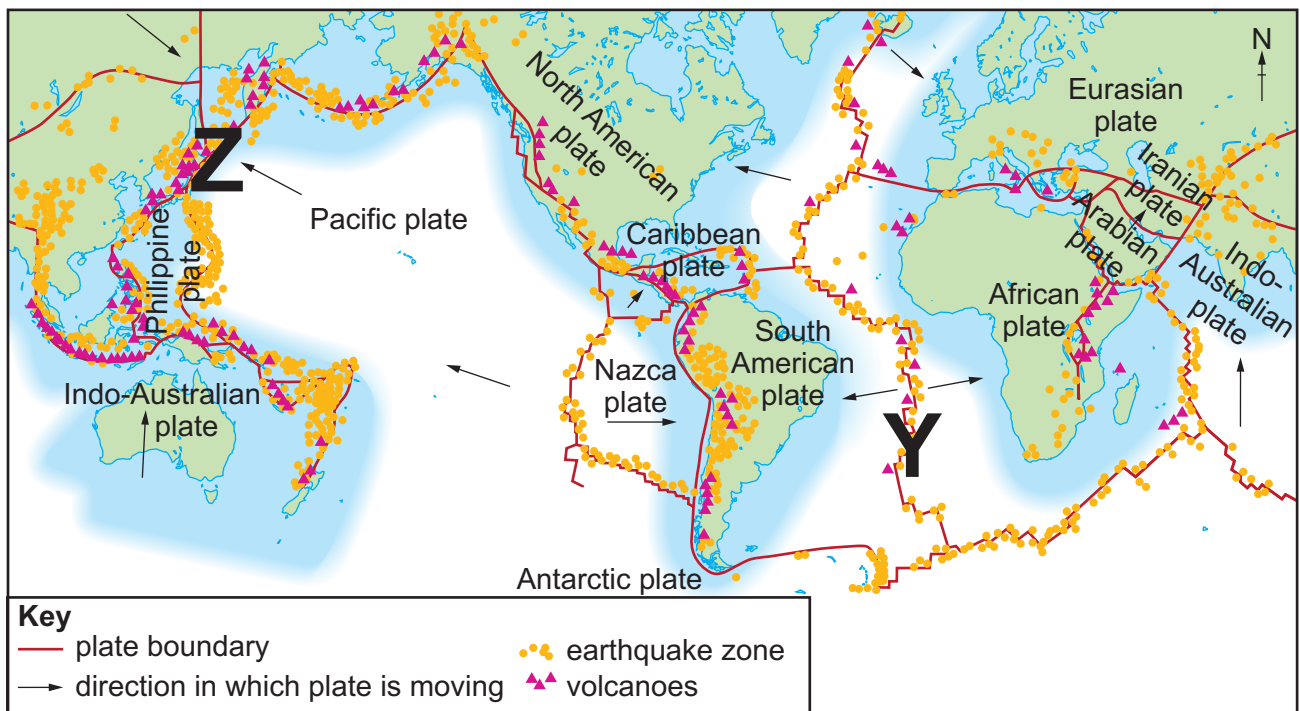 N
North American
plate
Eurasian
plate
Iranian
plate
Arabian
plate
Z
Pacific plate
Philippine
plate
Caribbean
plate
Indo-
Australian
plate
African
plate
South
American
plate
Nazca
plate
Indo-Australian
plate
Y
Antarctic plate
Key
plate boundary
direction in which plate is moving
earthquake zone
volcanoes